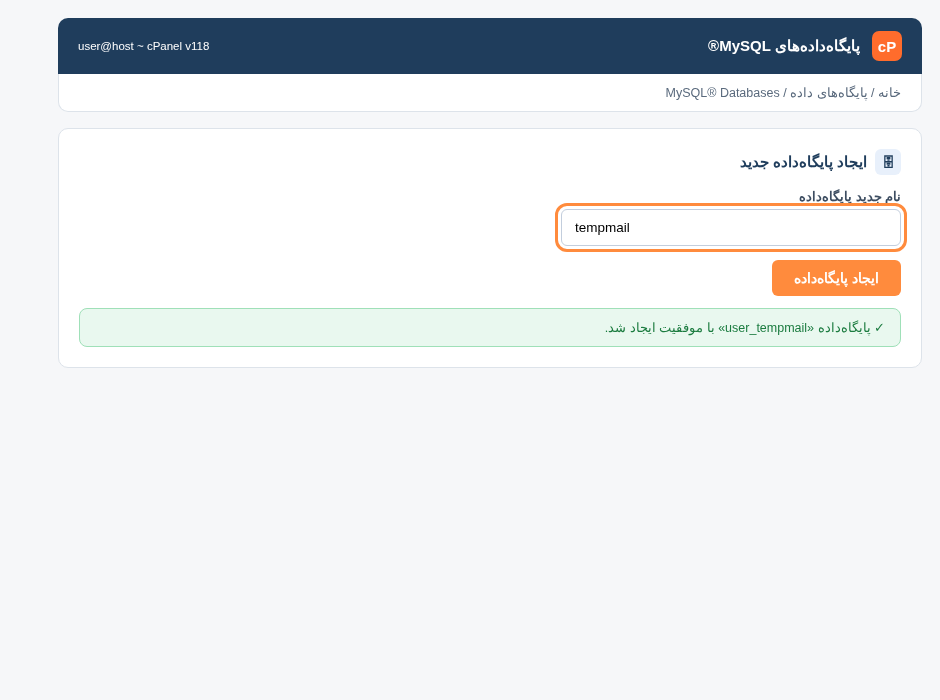 cP پایگاه‌داده‌های MySQL®
user@host ~ cPanel v118
خانه / پایگاه‌های داده / MySQL® Databases
ایجاد پایگاه‌داده جدید
نام جدید پایگاه‌داده
tempmail
ایجاد پایگاه‌داده
✓ پایگاه‌داده «user_tempmail» با موفقیت ایجاد شد.